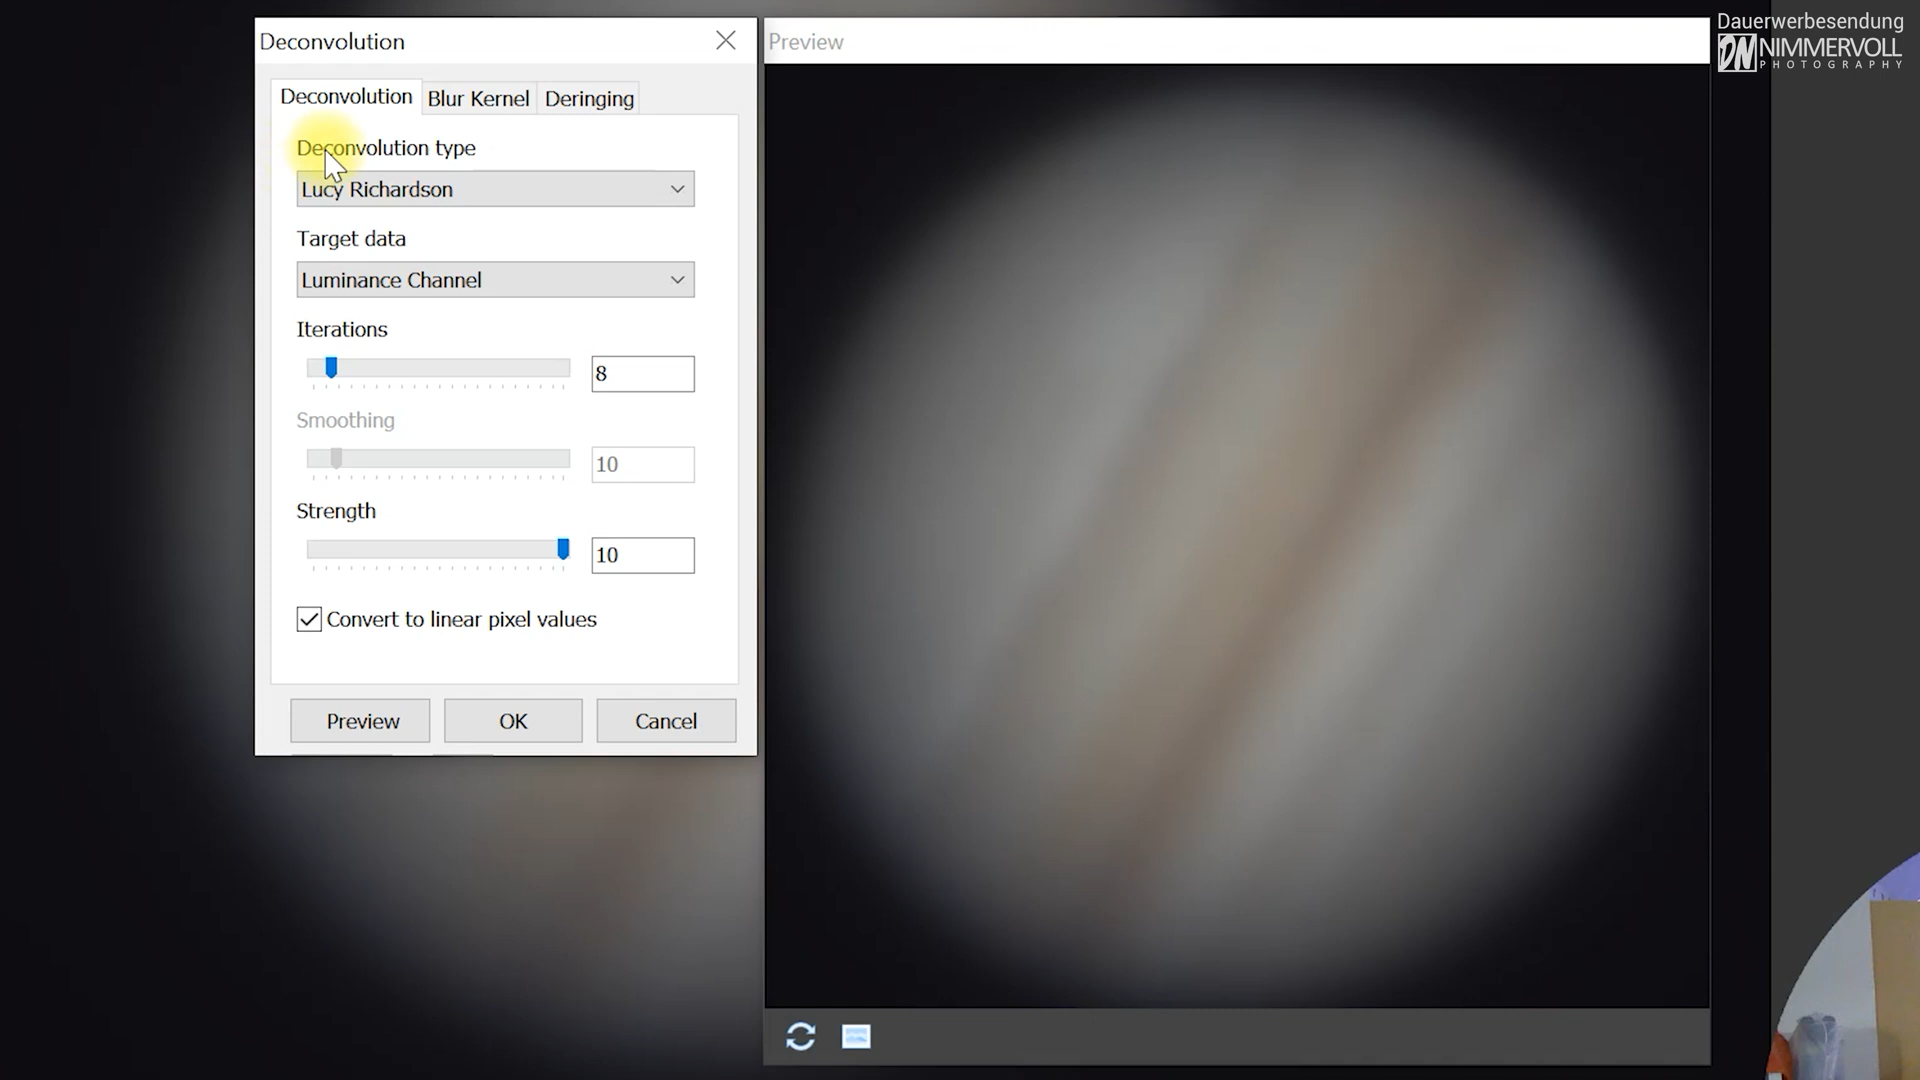 Deconvolution
Preview
Dauerwerbesendung
DN NIMMERVOLL
PHOTOGRAPHY
Deconvolution
Blur Kernel
Deringing
Deconvolution type
Lucy Richardson
Target data
Luminance Channel
Iterations
8
Smoothing
10
Strength
10
Convert to linear pixel values
Preview
OK
Cancel